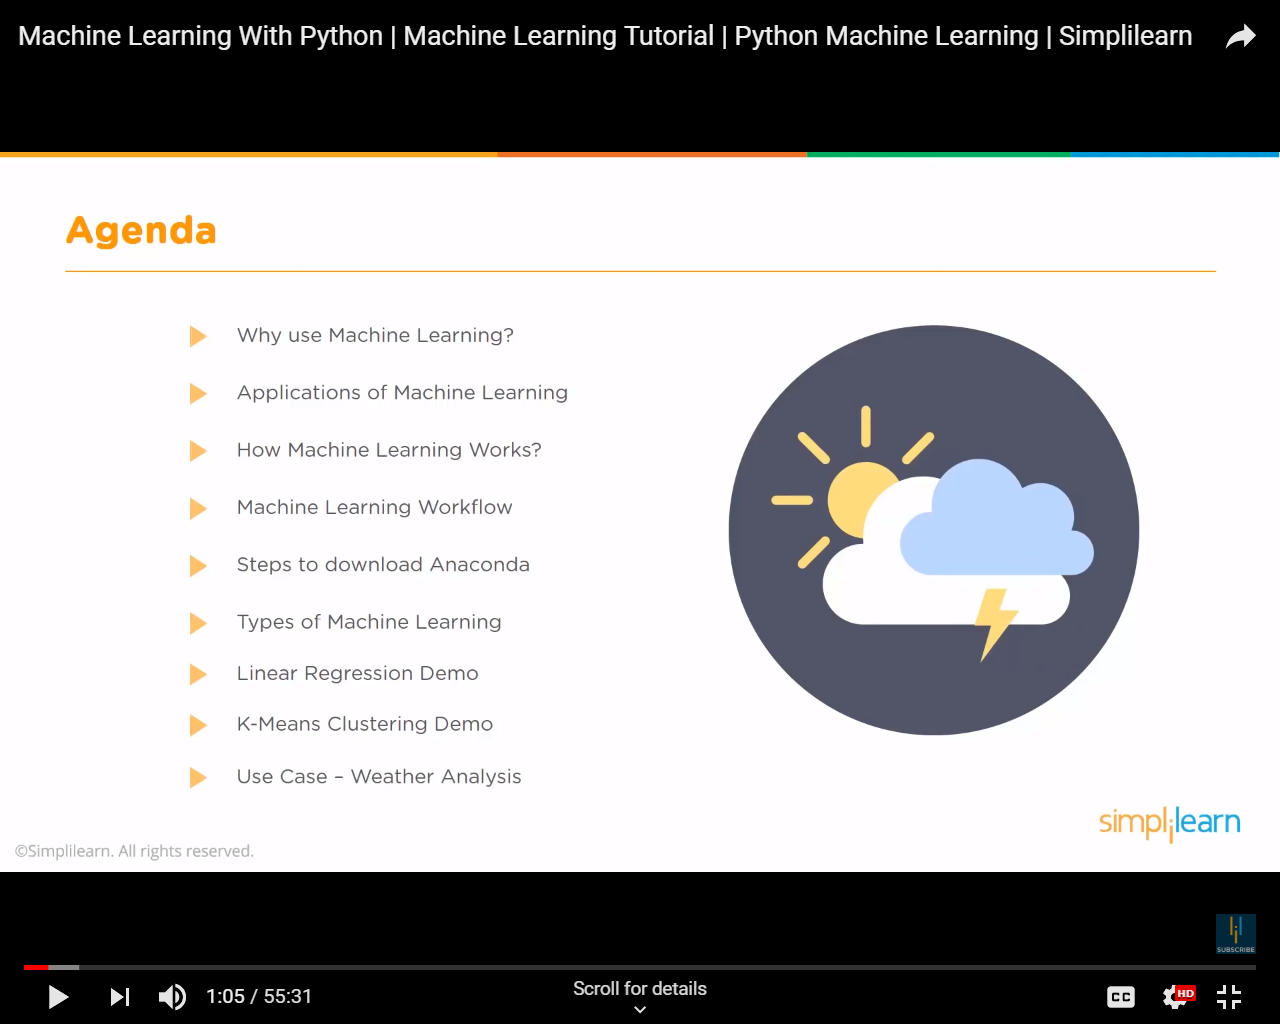 Machine Learning With Python | Machine Learning Tutorial | Python Machine Learning | Simplilearn
Agenda
Why use Machine Learning?
Applications of Machine Learning
How Machine Learning Works?
Machine Learning Workflow
Steps to download Anaconda
Types of Machine Learning
Linear Regression Demo
K-Means Clustering Demo
Use Case – Weather Analysis
simplilearn
©Simplilearn. All rights reserved.
SUBSCRIBE
1:05 / 55:31
Scroll for details
CC
HD